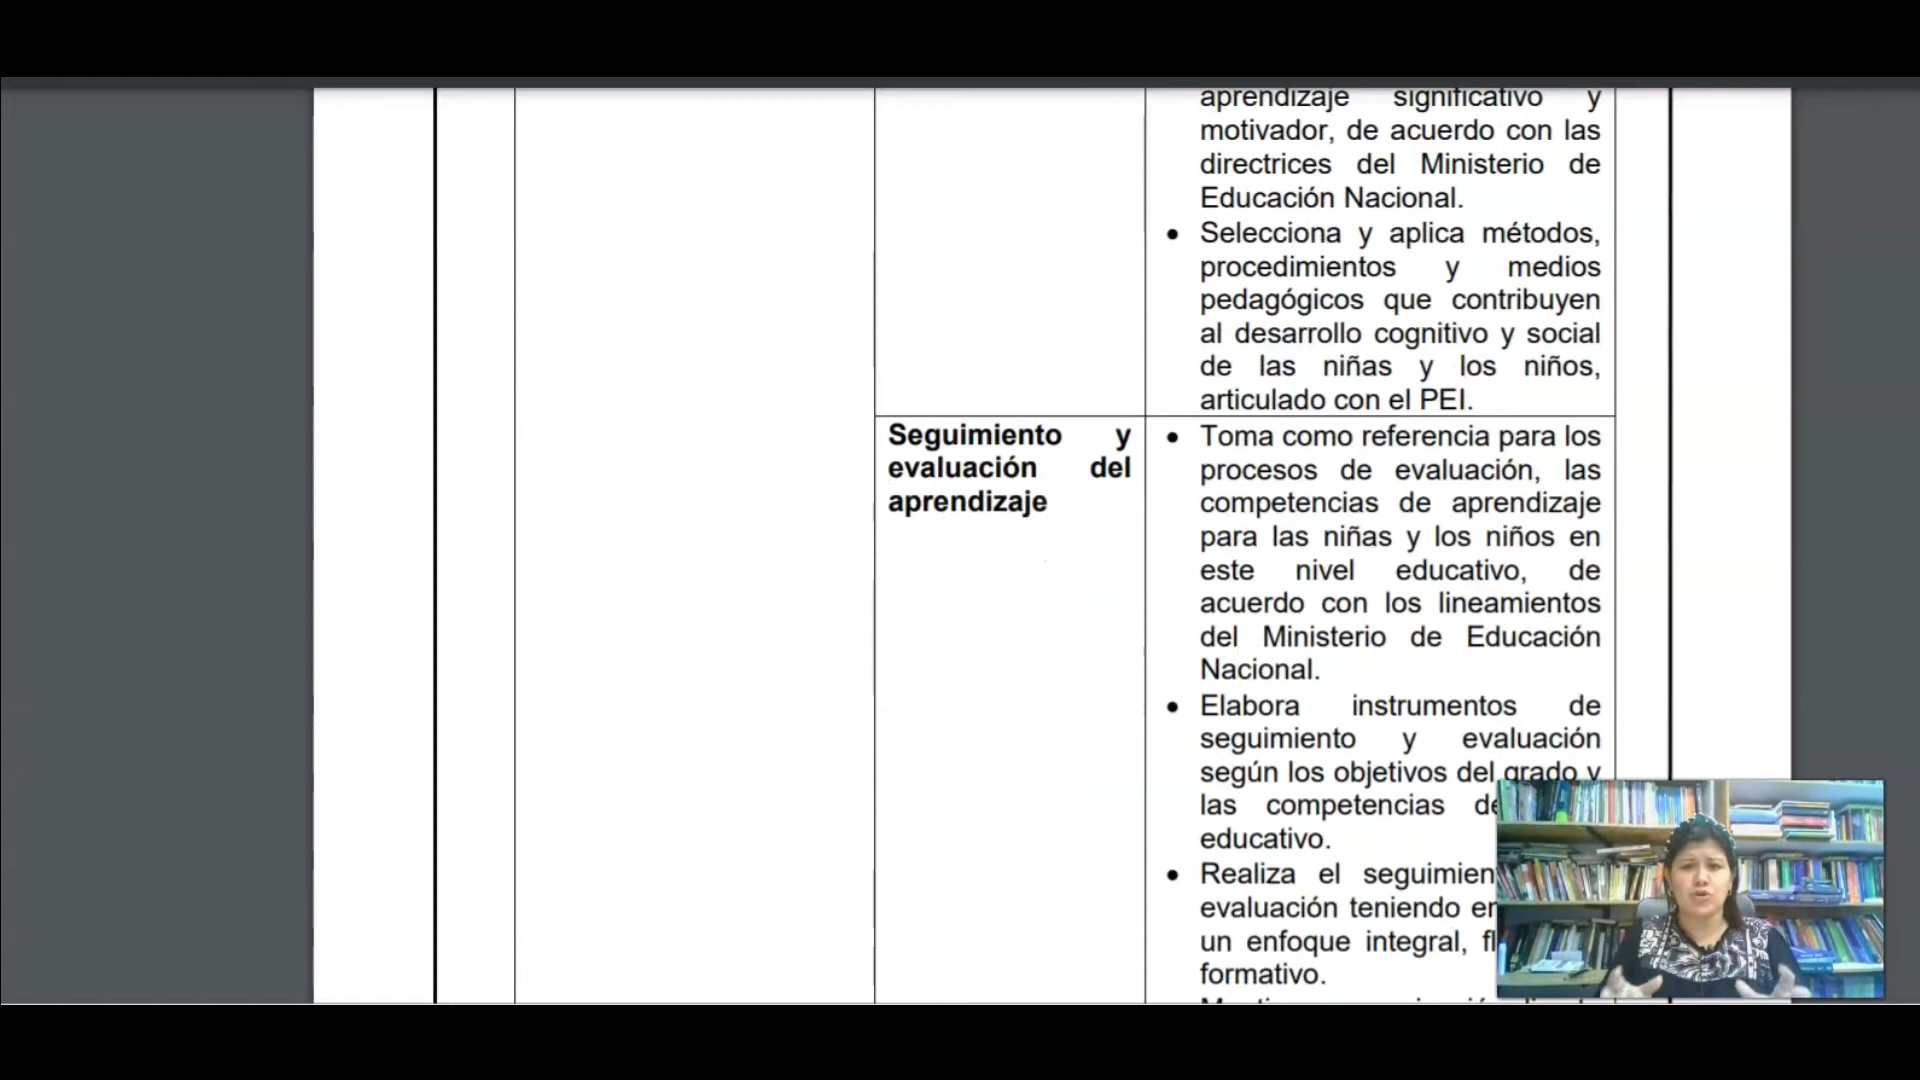 aprendizaje significativo y
motivador, de acuerdo con las
directrices del Ministerio de
Educación Nacional.
• Selecciona y aplica métodos,
procedimientos y medios
pedagógicos que contribuyen
al desarrollo cognitivo y social
de las niñas y los niños,
articulado con el PEI.
Seguimiento y
evaluación del
aprendizaje
• Toma como referencia para los
procesos de evaluación, las
competencias de aprendizaje
para las niñas y los niños en
este nivel educativo, de
acuerdo con los lineamientos
del Ministerio de Educación
Nacional.
• Elabora instrumentos de
seguimiento y evaluación
según los objetivos del grado y
las competencias
educativo.
• Realiza el
evaluación teniendo
un enfoque integral,
formativo.